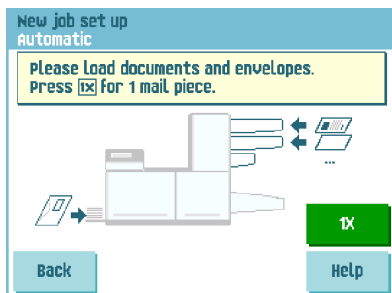 New job set up
Automatic
Please load documents and envelopes.
Press 1X for 1 mail piece.
...
1X
Back
Help